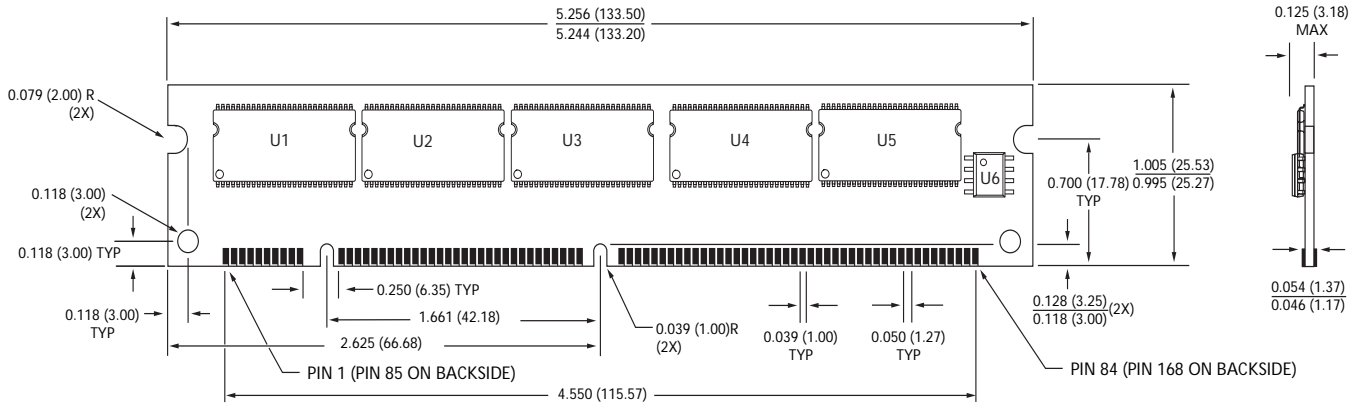 5.256 (133.50)
5.244 (133.20)
0.125 (3.18)
MAX
0.079 (2.00) R
(2X)
U1
U2
U3
U4
U5
U6
1.005 (25.53)
0.995 (25.27)
0.700 (17.78)
TYP
0.118 (3.00)
(2X)
0.118 (3.00) TYP
0.118 (3.00)
TYP
0.250 (6.35) TYP
1.661 (42.18)
2.625 (66.68)
0.039 (1.00)R
(2X)
0.039 (1.00)
TYP
0.050 (1.27)
TYP
0.128 (3.25)
0.118 (3.00)
(2X)
0.054 (1.37)
0.046 (1.17)
PIN 1 (PIN 85 ON BACKSIDE)
PIN 84 (PIN 168 ON BACKSIDE)
4.550 (115.57)